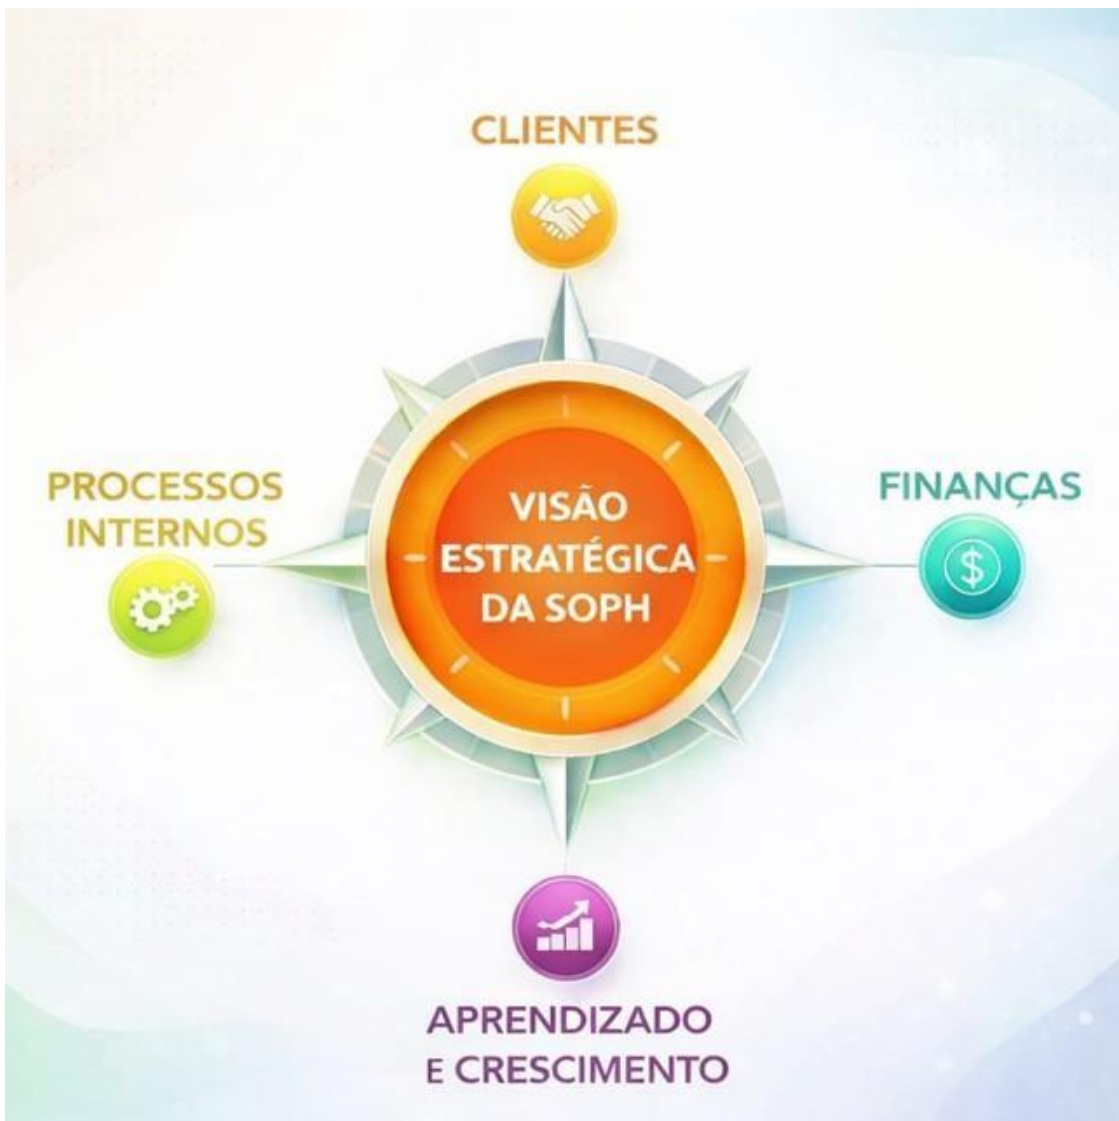 CLIENTES
PROCESSOS
INTERNOS
FINANÇAS
VISÃO
ESTRATÉGICA
DA SOPH
$
APRENDIZADO
E CRESCIMENTO